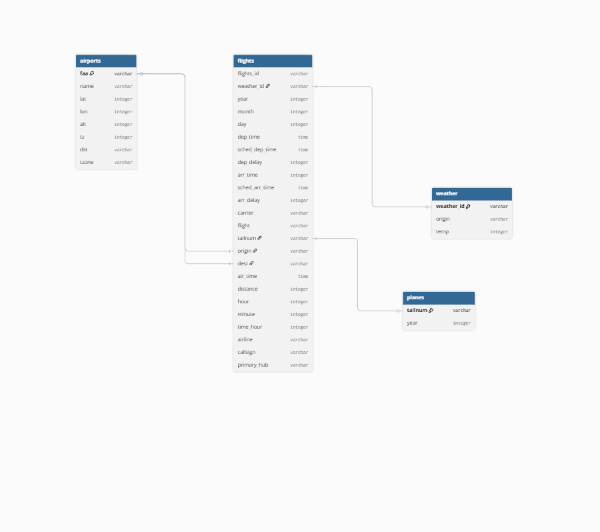 airports
faa varchar
name varchar
lat integer
lon integer
alt integer
tz integer
dst varchar
tzone varchar
flights
flights_id varchar
weather_id varchar
year integer
month integer
day integer
dep_time time
sched_dep_time time
dep_delay integer
arr_time integer
sched_arr_time time
arr_delay integer
carrier varchar
flight varchar
tailnum varchar
origin varchar
dest varchar
air_time time
distance integer
hour integer
minute integer
time_hour integer
airline varchar
callsign varchar
primary_hub varchar
weather
weather_id varchar
origin varchar
temp integer
planes
tailnum varchar
year integer